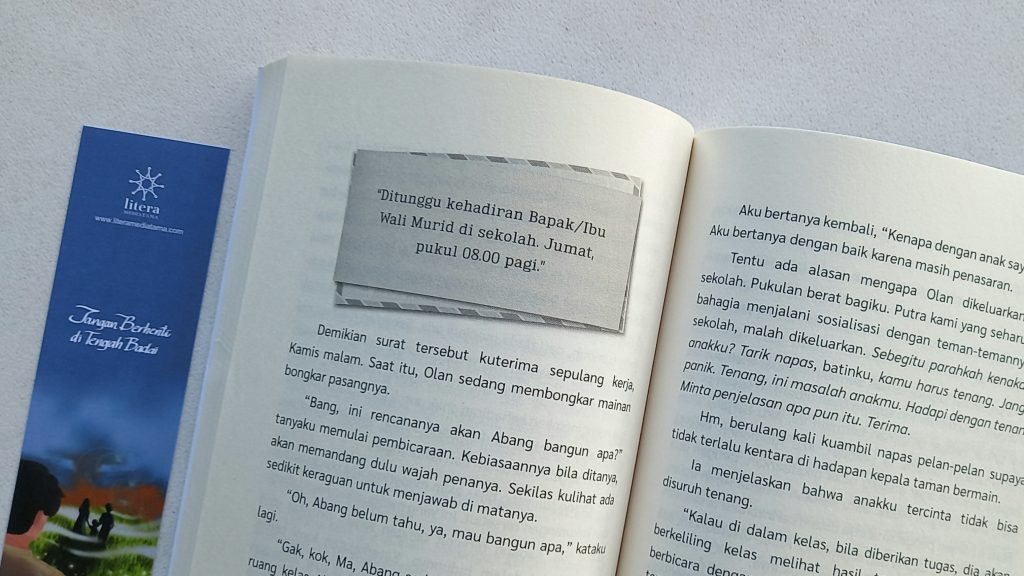 litera
MEDIATAMA
www.literamediatama.com
Jangan Berhenti
di Tengah Badai
"Ditunggu kehadiran Bapak/Ibu
Wali Murid di sekolah. Jumat,
pukul 08.00 pagi."
Demikian surat tersebut kuterima sepulang kerja,
Kamis malam. Saat itu, Olan sedang membongkar mainan
bongkar pasangnya.
"Bang, ini rencananya akan Abang bangun apa?"
tanyaku memulai pembicaraan. Kebiasaannya bila ditanya,
akan memandang dulu wajah penanya. Sekilas kulihat ada
sedikit keraguan untuk menjawab di matanya.
"Oh, Abang belum tahu, ya, mau bangun apa," kataku
lagi.
"Gak, kok, Ma, Abang
ruang
Aku bertanya kembali, "Kenapa dengan anak
Aku bertanya dengan baik karena masih penasaran.
Tentu ada alasan mengapa Olan dikeluarkan
sekolah. Pukulan berat bagiku. Putra kami yang
bahagia menjalani sosialisasi dengan
sekolah, malah dikeluarkan. Sebegitu parahkah
anakku? Tarik napas, batinku, kamu harus tenang.
panik. Tenang, ini masalah anakmu. Hadapi dengan
Minta penjelasan apa pun itu. Terima.
Hm, berulang kali kuambil napas pelan-pelan supaya
tidak terlalu kentara di hadapan kepala taman bermain.
Ia menjelaskan bahwa anakku tercinta tidak bisa
disuruh tenang.
"Kalau di dalam kelas, bila diberikan tugas, dia akan
berkeliling kelas melihat hasil
berbicara